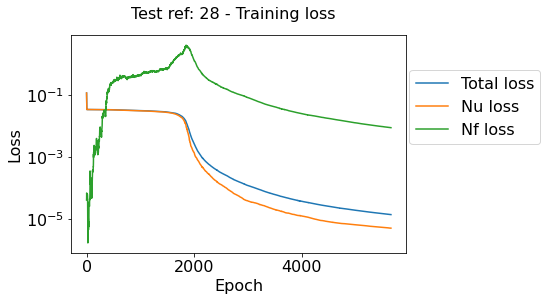 Test ref: 28 - Training loss
Loss
10⁻¹
10⁻³
10⁻⁵
0 2000 4000
Epoch
Total loss
Nu loss
Nf loss